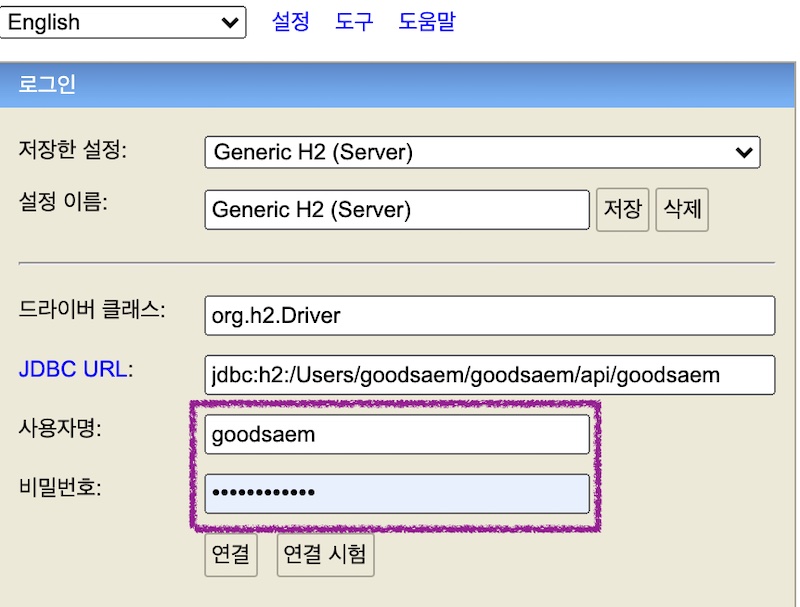 English 설정 도구 도움말
로그인
저장한 설정: Generic H2 (Server)
설정 이름: Generic H2 (Server) 저장 삭제
드라이버 클래스: org.h2.Driver
JDBC URL: jdbc:h2:/Users/goodsaem/goodsaem/api/goodsaem
사용자명: goodsaem
비밀번호: ••••••••••••
연결 연결 시험